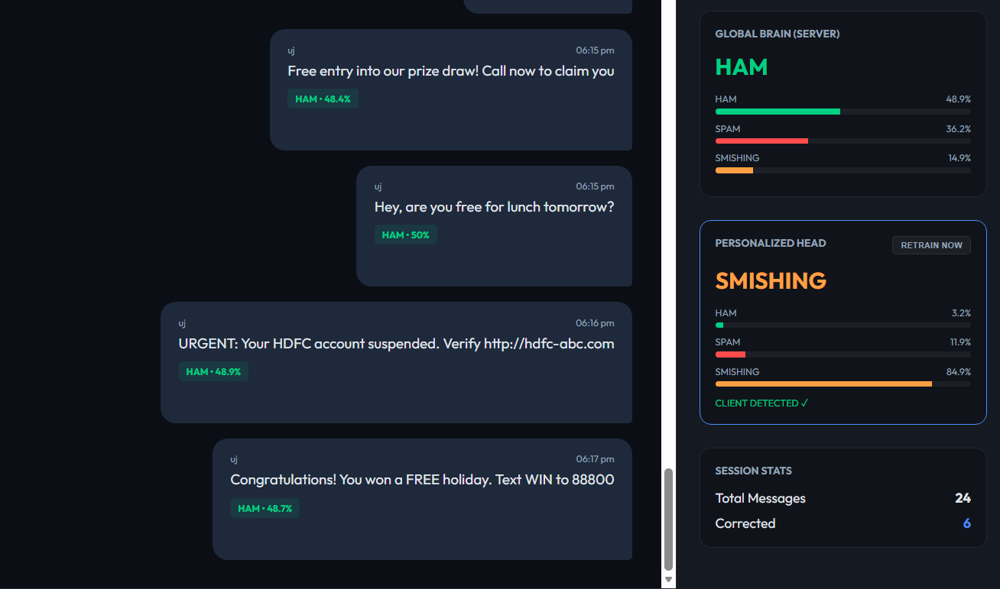 uj 06:15 pm
Free entry into our prize draw! Call now to claim you
HAM • 48.4%
uj 06:15 pm
Hey, are you free for lunch tomorrow?
HAM • 50%
uj 06:16 pm
URGENT: Your HDFC account suspended. Verify http://hdfc-abc.com
HAM • 48.9%
uj 06:17 pm
Congratulations! You won a FREE holiday. Text WIN to 88800
HAM • 48.7%
GLOBAL BRAIN (SERVER)
HAM
HAM 48.9%
SPAM 36.2%
SMISHING 14.9%
PERSONALIZED HEAD RETRAIN NOW
SMISHING
HAM 3.2%
SPAM 11.9%
SMISHING 84.9%
CLIENT DETECTED ✓
SESSION STATS
Total Messages 24
Corrected 6